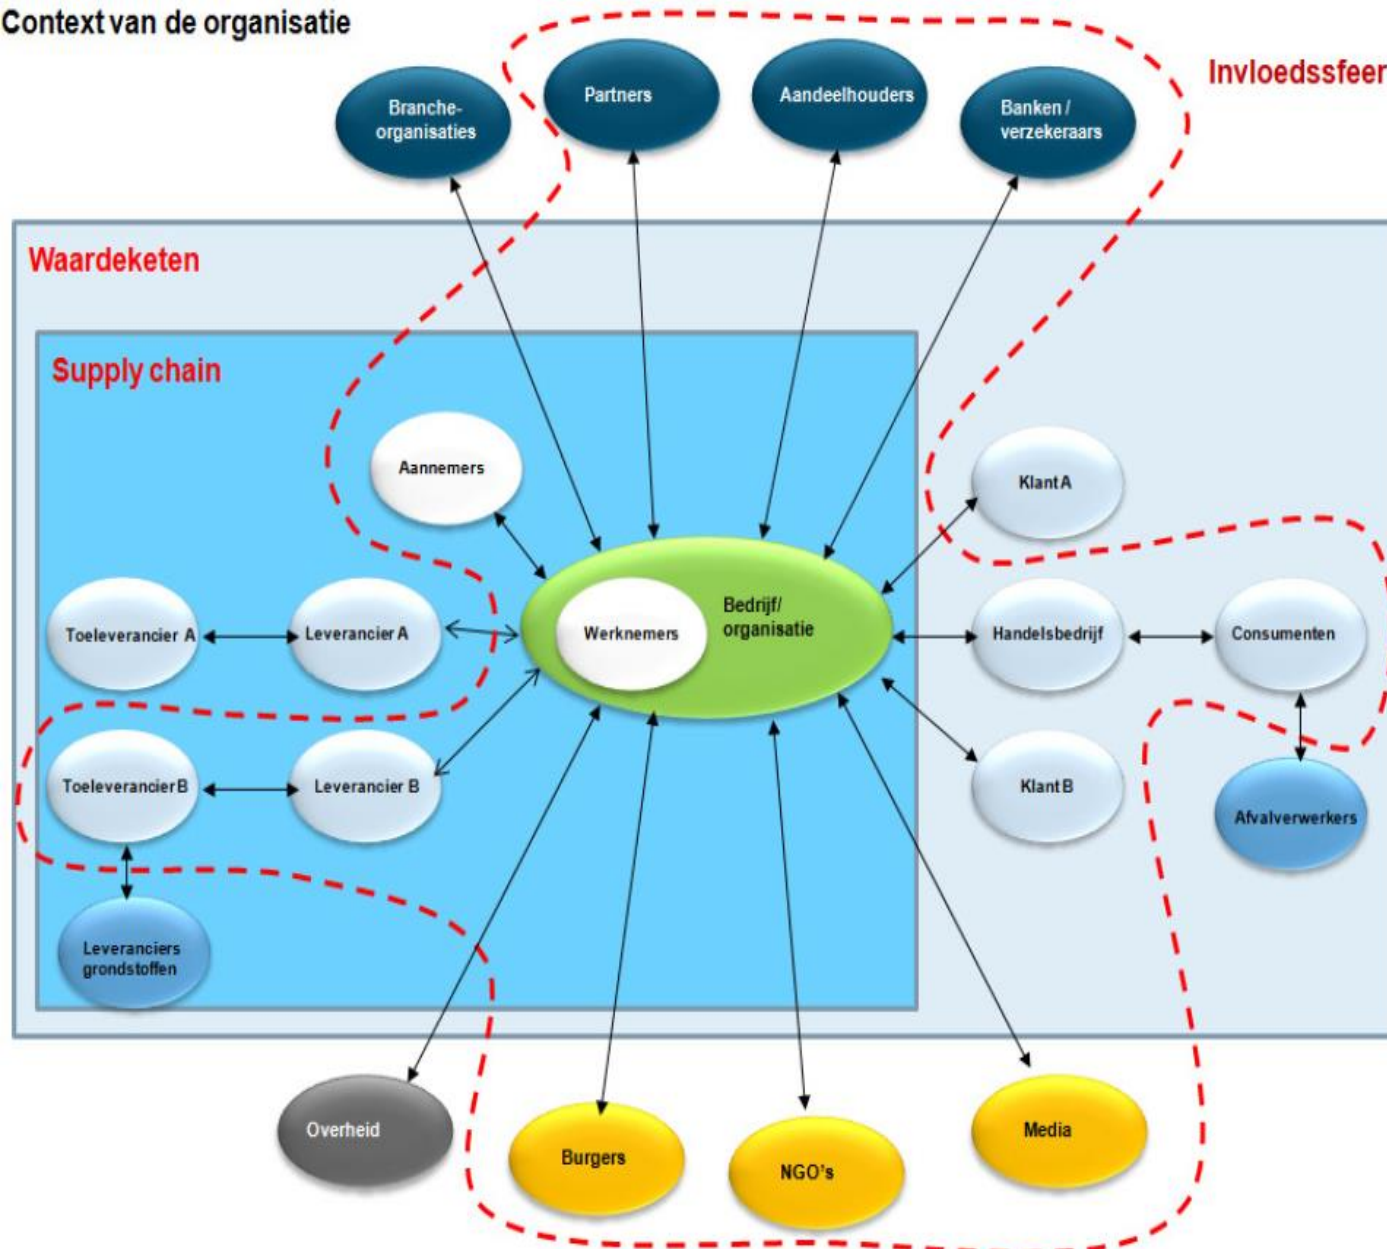 Context van de organisatie
Invloedssfeer
Branche-
organisaties
Partners
Aandeelhouders
Banken /
verzekeraars
Waardeketen
Supply chain
Aannemers
Klant A
Toeleverancier A
Leverancier A
Werknemers
Bedrijf/
organisatie
Handelsbedrijf
Consumenten
Toeleverancier B
Leverancier B
Klant B
Afvalverwerkers
Leveranciers
grondstoffen
Overheid
Burgers
NGO's
Media